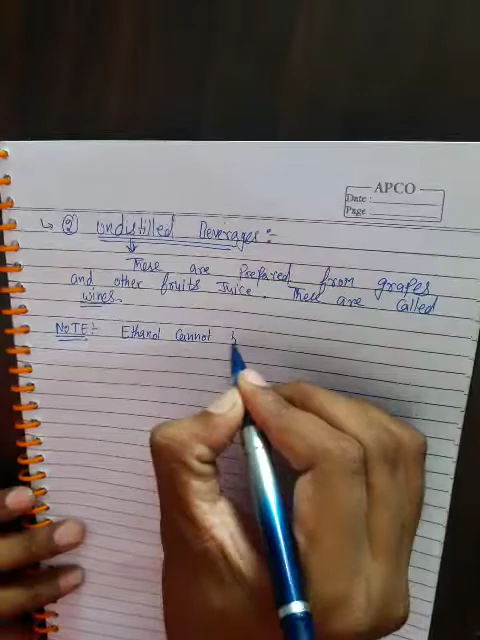 APCO
Date :
Page :
↳ ② Undistilled Beverages :-
These are Prepared from grapes
and other fruits Juice. These are Called
wines.
NOTE:- Ethanol Cannot